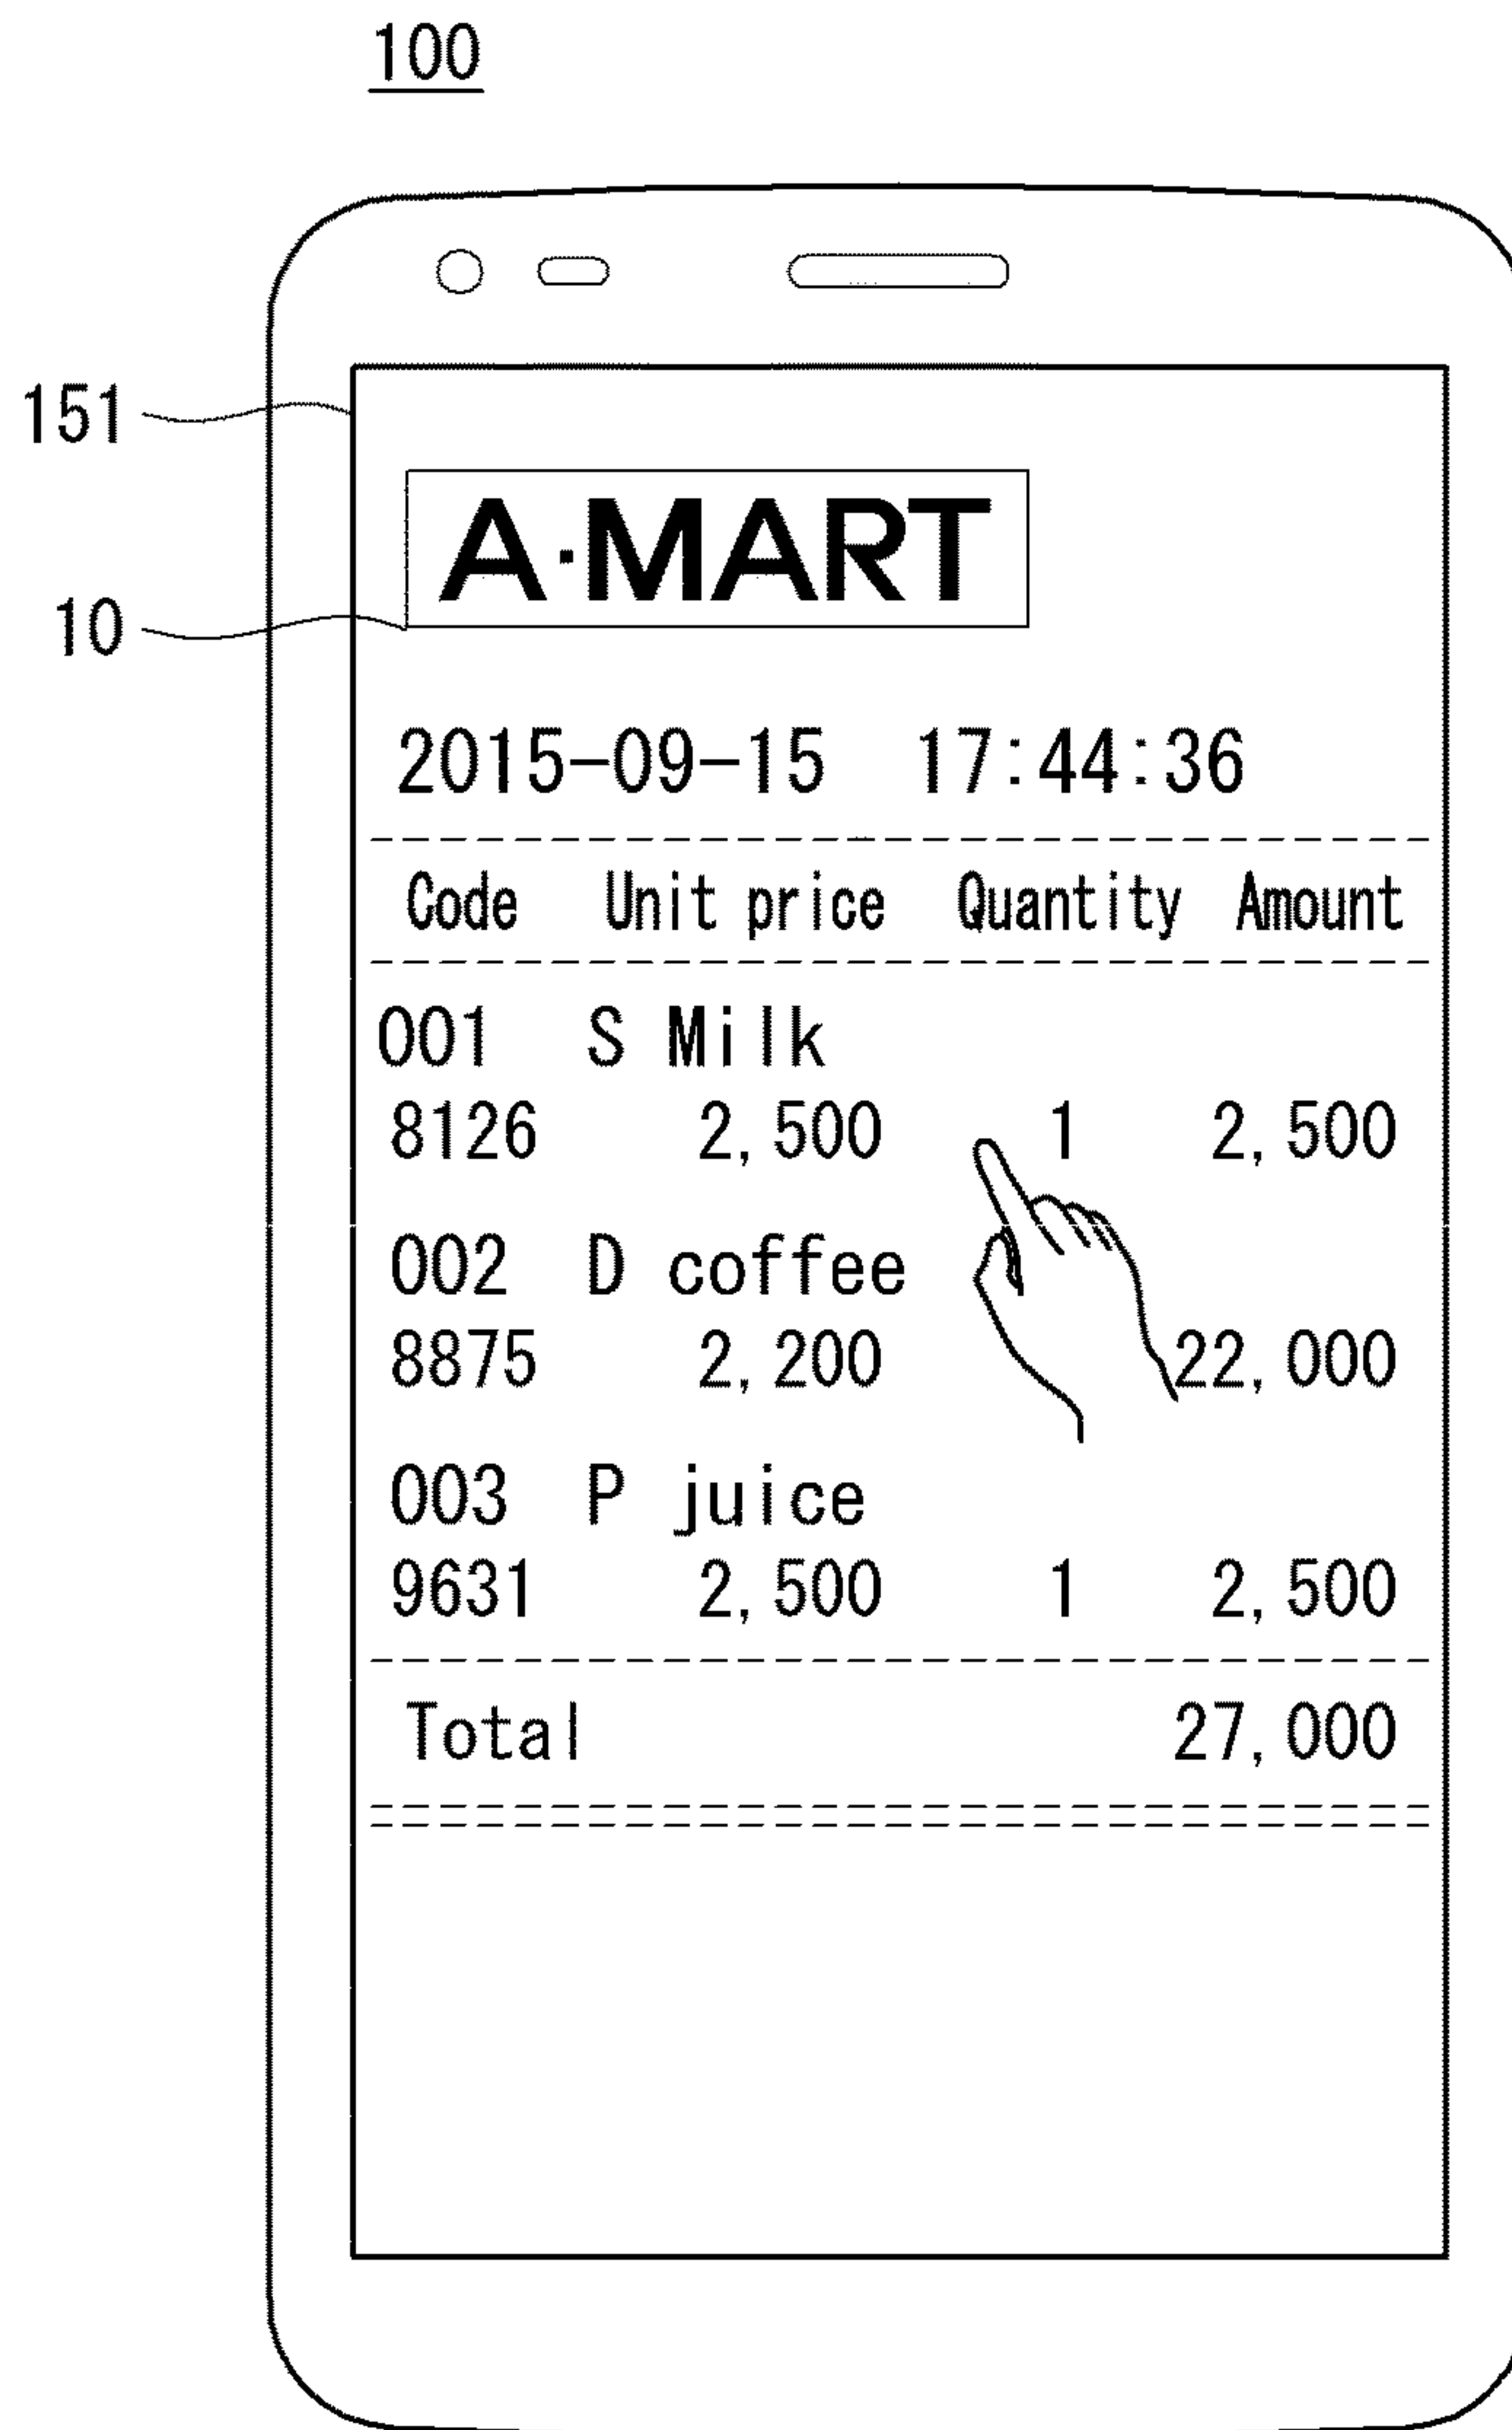 100
151
A·MART
10
2015-09-15 17:44:36
Code Unit price Quantity Amount
001 S Milk
8126 2,500 1 2,500
002 D coffee
8875 2,200 22,000
003 P juice
9631 2,500 1 2,500
Total 27,000